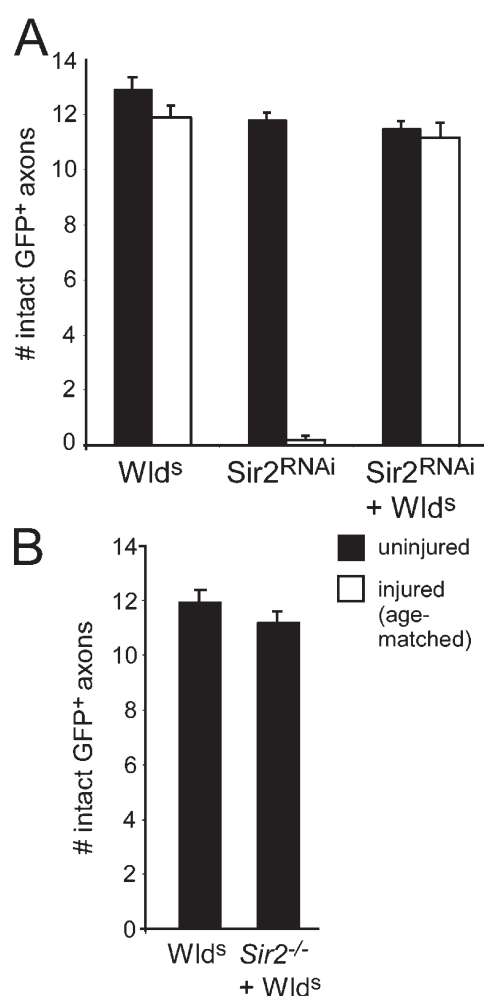 A
# intact GFP⁺ axons
14
12
10
8
6
4
2
0
Wldˢ
Sir2ᴿᴺᴬⁱ
Sir2ᴿᴺᴬⁱ
+ Wldˢ
uninjured
injured
(age-
matched)
B
# intact GFP⁺ axons
14
12
10
8
6
4
2
0
Wldˢ
Sir2⁻/⁻
+ Wldˢ